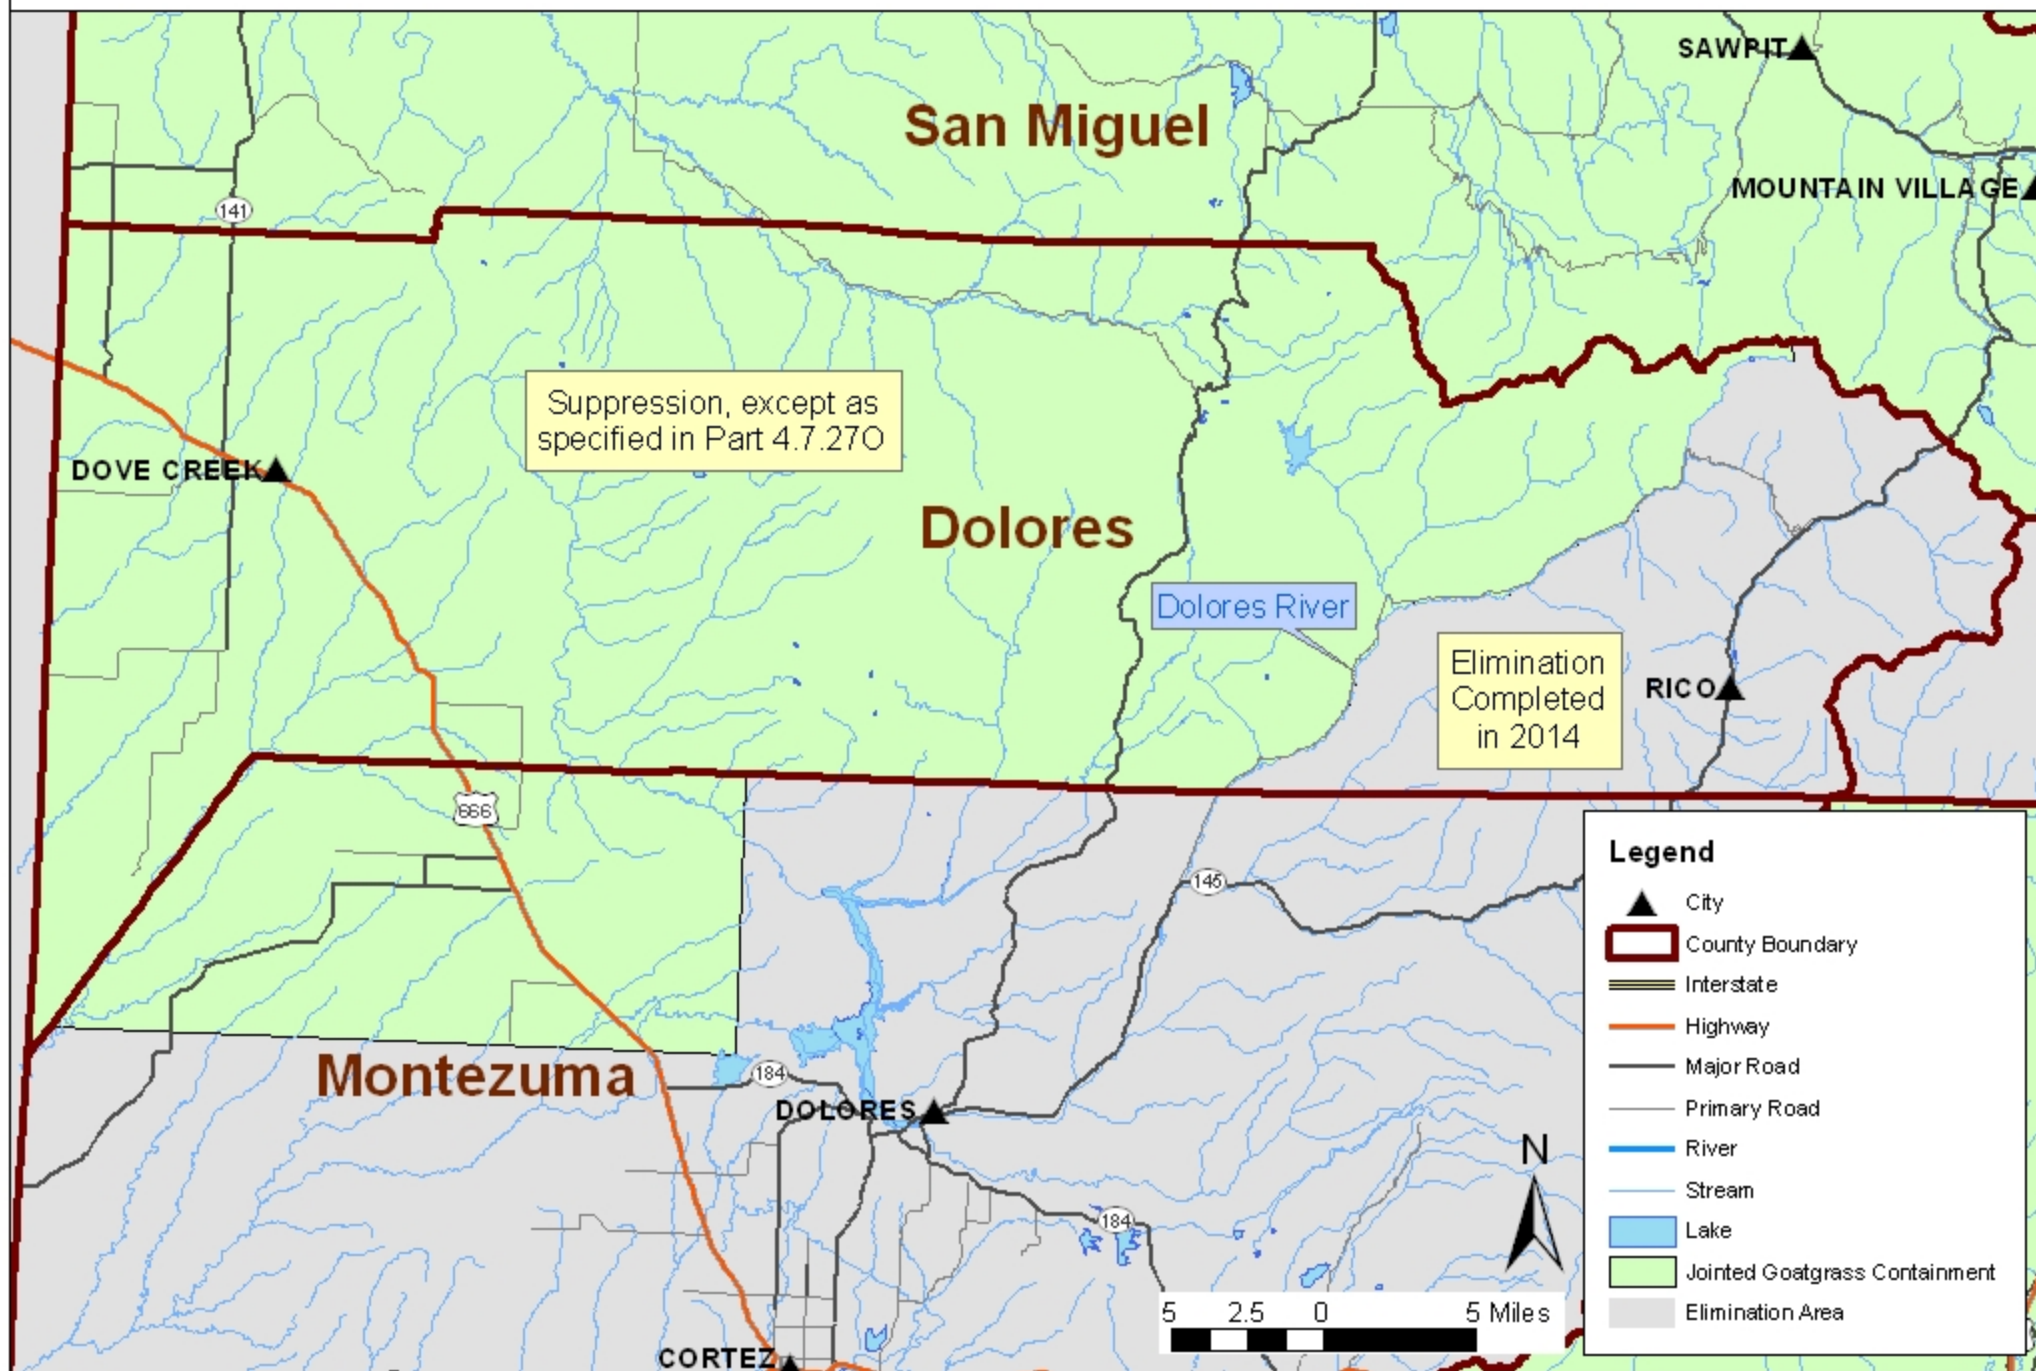 SAWPIT
San Miguel
MOUNTAIN VILLAGE
141
Suppression, except as
specified in Part 4.7.27O
DOVE CREEK
Dolores
Dolores River
Elimination
Completed
in 2014
RICO
666
145
Montezuma
184
DOLORES
184
CORTEZ
N
5 2.5 0 5 Miles
Legend
City
County Boundary
Interstate
Highway
Major Road
Primary Road
River
Stream
Lake
Jointed Goatgrass Containment
Elimination Area